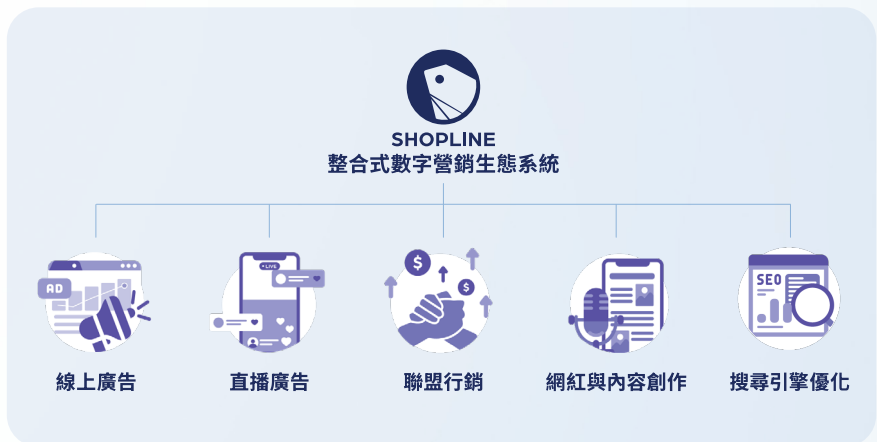 SHOPLINE
整合式數字營銷生態系統
AD
LIVE
$
$
SEO
線上廣告
直播廣告
聯盟行銷
網紅與內容創作
搜尋引擎優化